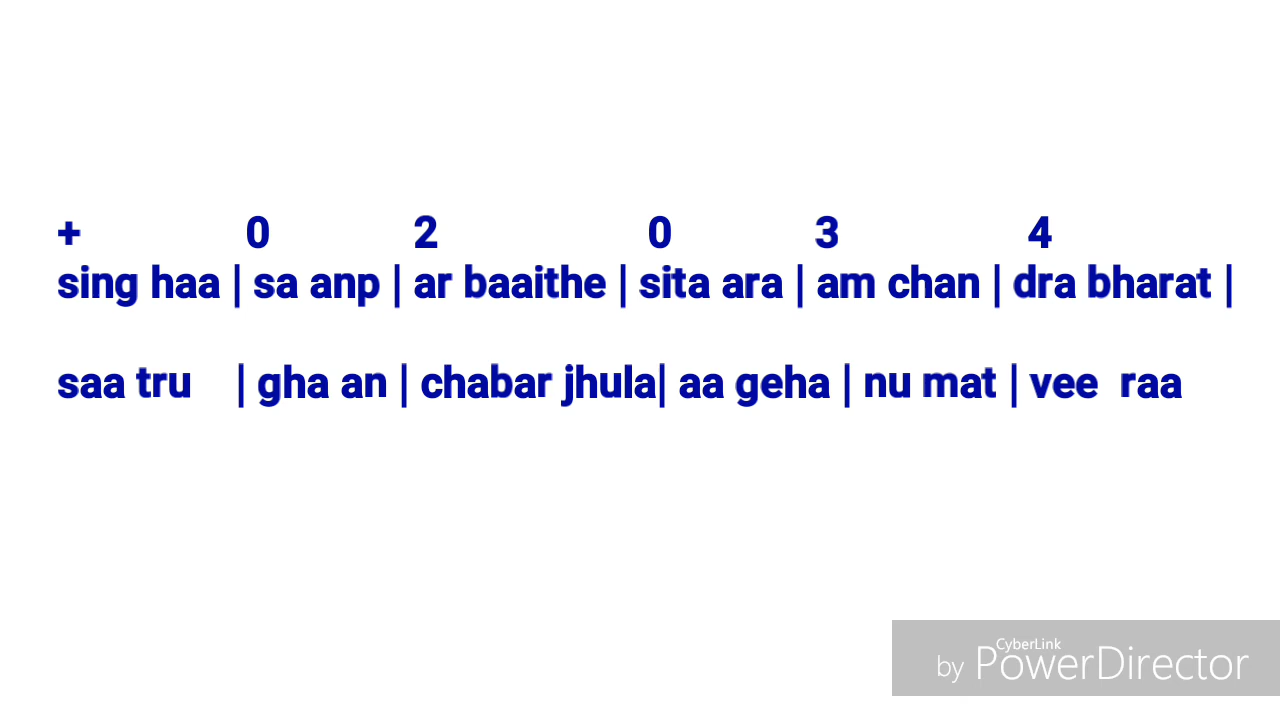 + 0 2 0 3 4
sing haa | sa anp | ar baaithe | sita ara | am chan | dra bharat |
saa tru | gha an | chabar jhula| aa geha | nu mat | vee raa
CyberLink
by PowerDirector